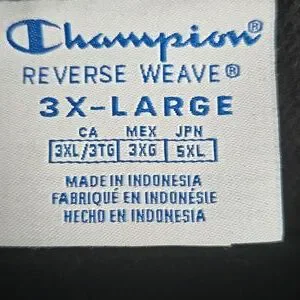 Champion®
REVERSE WEAVE®
3X-LARGE
CA MEX JPN
3XL/3TG 3XG 5XL
MADE IN INDONESIA
FABRIQUÉ EN INDONÉSIE
HECHO EN INDONESIA